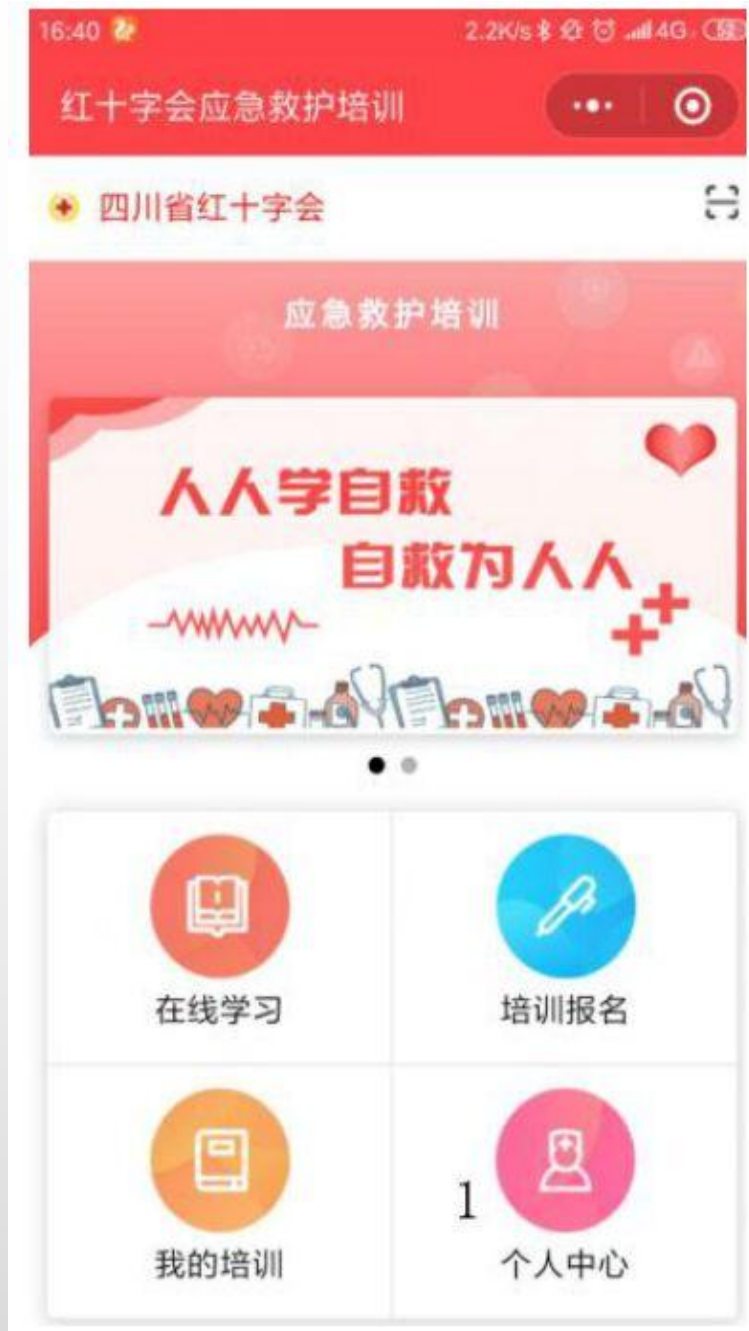 16:40 2.2K/s 4G
红十字会应急救护培训
四川省红十字会
应急救护培训
人人学自救
自救为人人
在线学习 培训报名
1
我的培训 个人中心